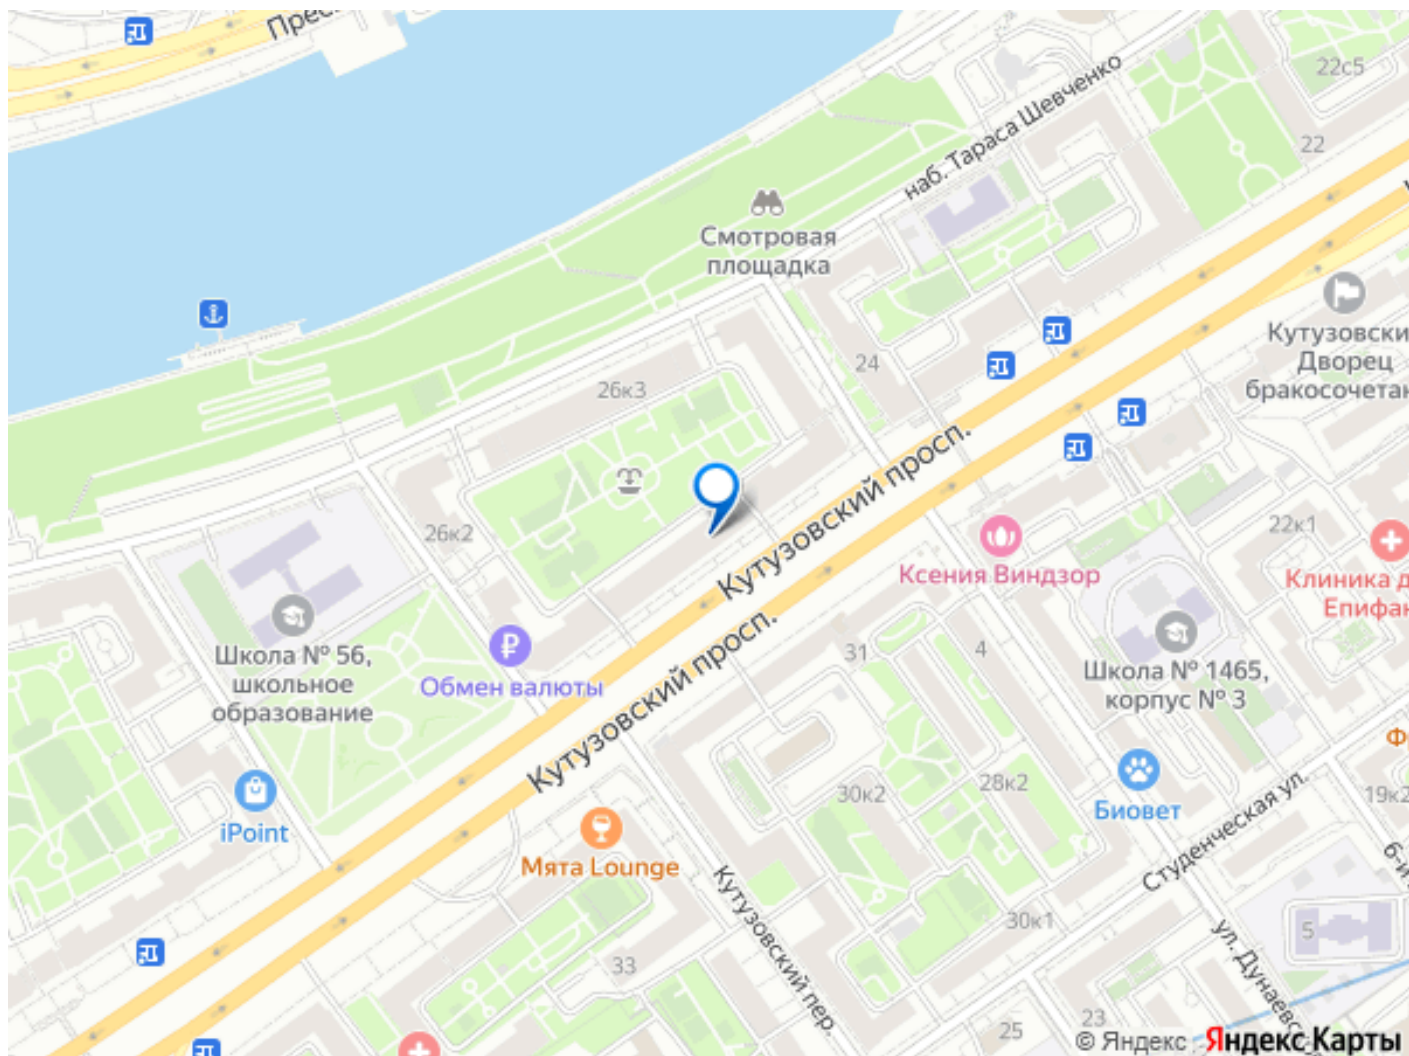 22с5
наб. Тараса Шевченко
22
Смотровая
площадка
Дворец
24
26к3
Кутузовский просп.
26к2
22к1
Ксения Виндзор
Клиника
Школа № 56,
школьное
образование
Обмен валюты
31
4
Школа № 1465,
корпус № 3
Кутузовский просп.
iPoint
Мята Lounge
30к2
28к2
Биовет
19к2
Студенческая ул.
Кутузовский пер.
30к1
5
ул.
33
25
23
© Яндекс Яндекс Карты